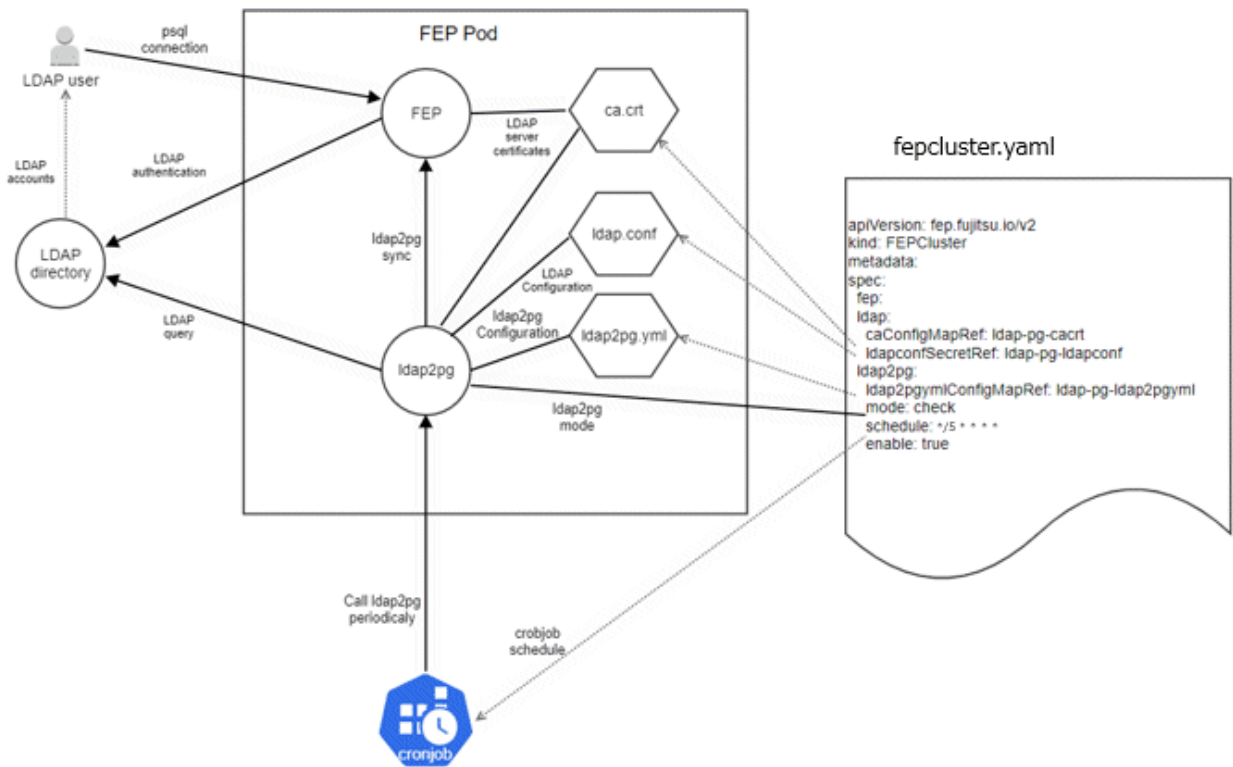 psql
connection
FEP Pod
LDAP user
FEP
ca.crt
LDAP
server
certificates
fepcluster.yaml
LDAP
accounts
LDAP
authentication
LDAP
directory
ldap2pg
sync
ldap.conf
LDAP
Configuration
ldap2pg
Configuration
ldap2pg.yml
LDAP
query
ldap2pg
ldap2pg
mode
apiVersion: fep.fujitsu.io/v2
kind: FEPCluster
metadata:
spec:
fep:
ldap:
caConfigMapRef: ldap-pg-cacrt
ldapconfSecretRef: ldap-pg-ldapconf
ldap2pg:
ldap2pgymlConfigMapRef: ldap-pg-ldap2pgyml
mode: check
schedule: */5 * * * *
enable: true
Call ldap2pg
periodicaly
crobjob
schedule
cronjob